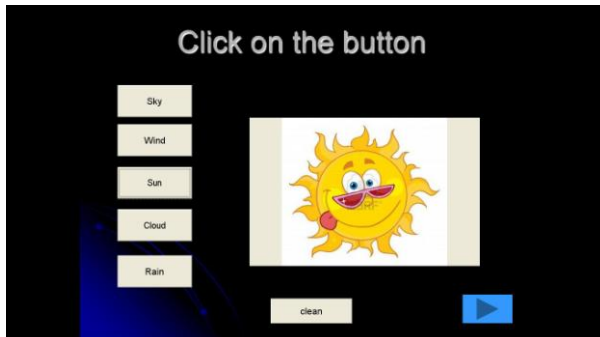 Click on the button
Sky
Wind
Sun
Cloud
Rain
clean